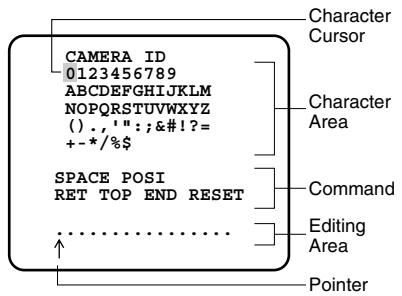 Character
Cursor
CAMERA ID
0123456789
ABCDEFGHIJKLM
NOPQRSTUVWXYZ
().,'":;&#!?=
+-*/%$
Character
Area
SPACE POSI
RET TOP END RESET
Command
................
Editing
Area
Pointer